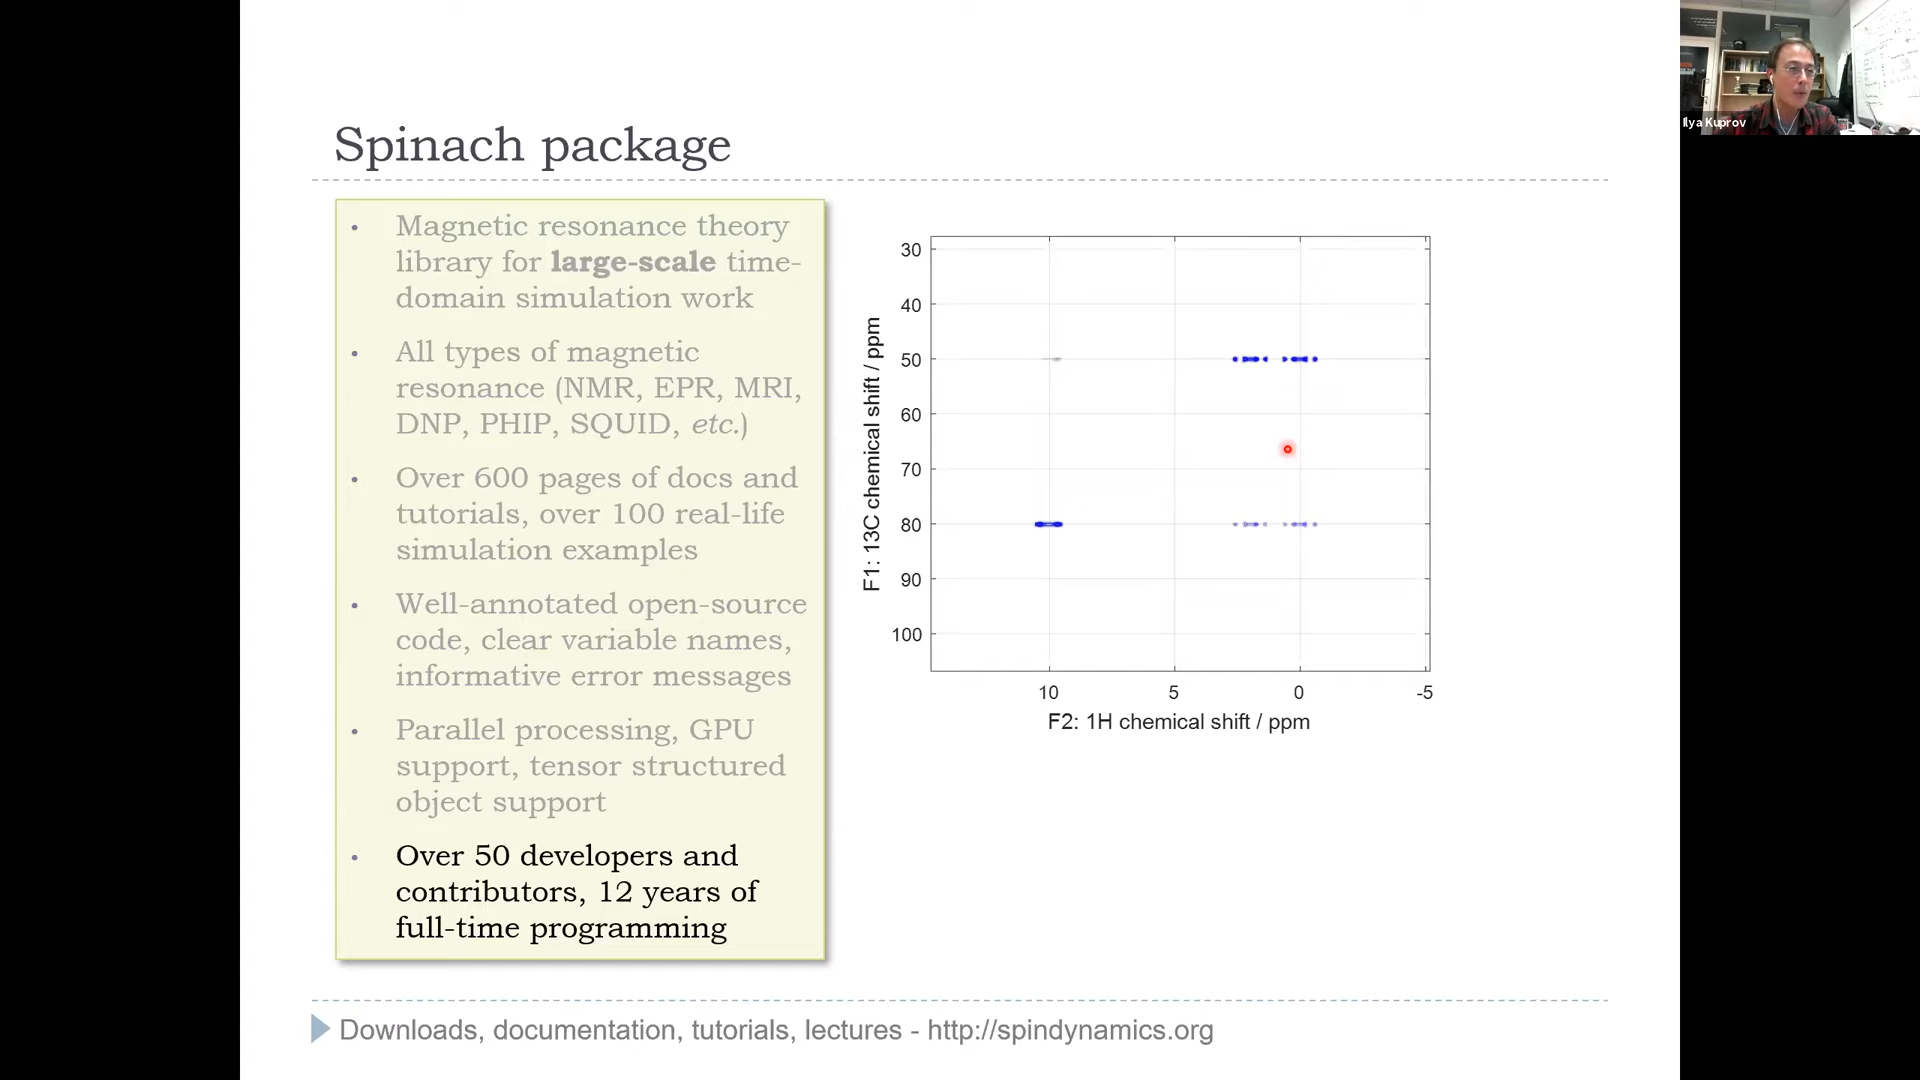 Ilya Kuprov
Spinach package
• Magnetic resonance theory
library for large-scale time-
domain simulation work
• All types of magnetic
resonance (NMR, EPR, MRI,
DNP, PHIP, SQUID, etc.)
• Over 600 pages of docs and
tutorials, over 100 real-life
simulation examples
• Well-annotated open-source
code, clear variable names,
informative error messages
• Parallel processing, GPU
support, tensor structured
object support
• Over 50 developers and
contributors, 12 years of
full-time programming
F1: 13C chemical shift / ppm
30
40
50
60
70
80
90
100
10 5 0 -5
F2: 1H chemical shift / ppm
Downloads, documentation, tutorials, lectures - http://spindynamics.org